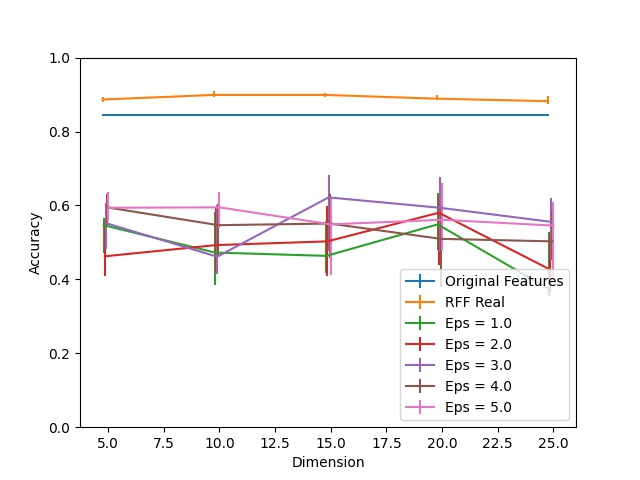 1.0
0.8
0.6
0.4
0.2
0.0
Accuracy
Original Features
RFF Real
Eps = 1.0
Eps = 2.0
Eps = 3.0
Eps = 4.0
Eps = 5.0
5.0 7.5 10.0 12.5 15.0 17.5 20.0 22.5 25.0
Dimension